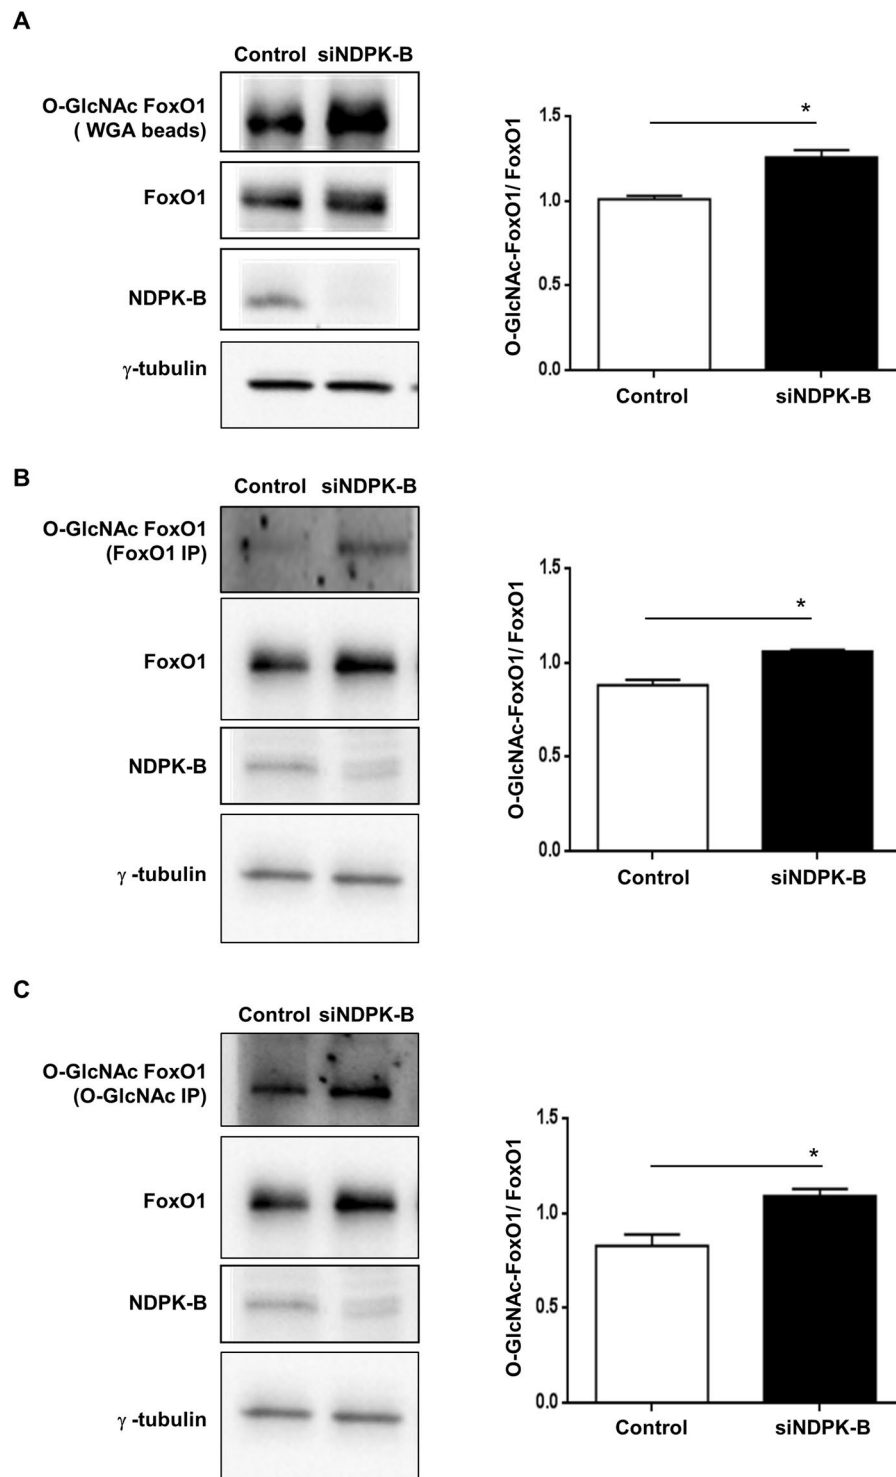 A
Control siNDPK-B
O-GlcNAc FoxO1
( WGA beads)
FoxO1
NDPK-B
γ-tubulin
O-GlcNAc-FoxO1/ FoxO1
1.5
1.0
0.5
0.0
*
Control siNDPK-B
B
Control siNDPK-B
O-GlcNAc FoxO1
(FoxO1 IP)
FoxO1
NDPK-B
γ -tubulin
O-GlcNAc-FoxO1/ FoxO1
1.5
1.0
0.5
0.0
*
Control siNDPK-B
C
Control siNDPK-B
O-GlcNAc FoxO1
(O-GlcNAc IP)
FoxO1
NDPK-B
γ -tubulin
O-GlcNAc-FoxO1/ FoxO1
1.5
1.0
0.5
0.0
*
Control siNDPK-B